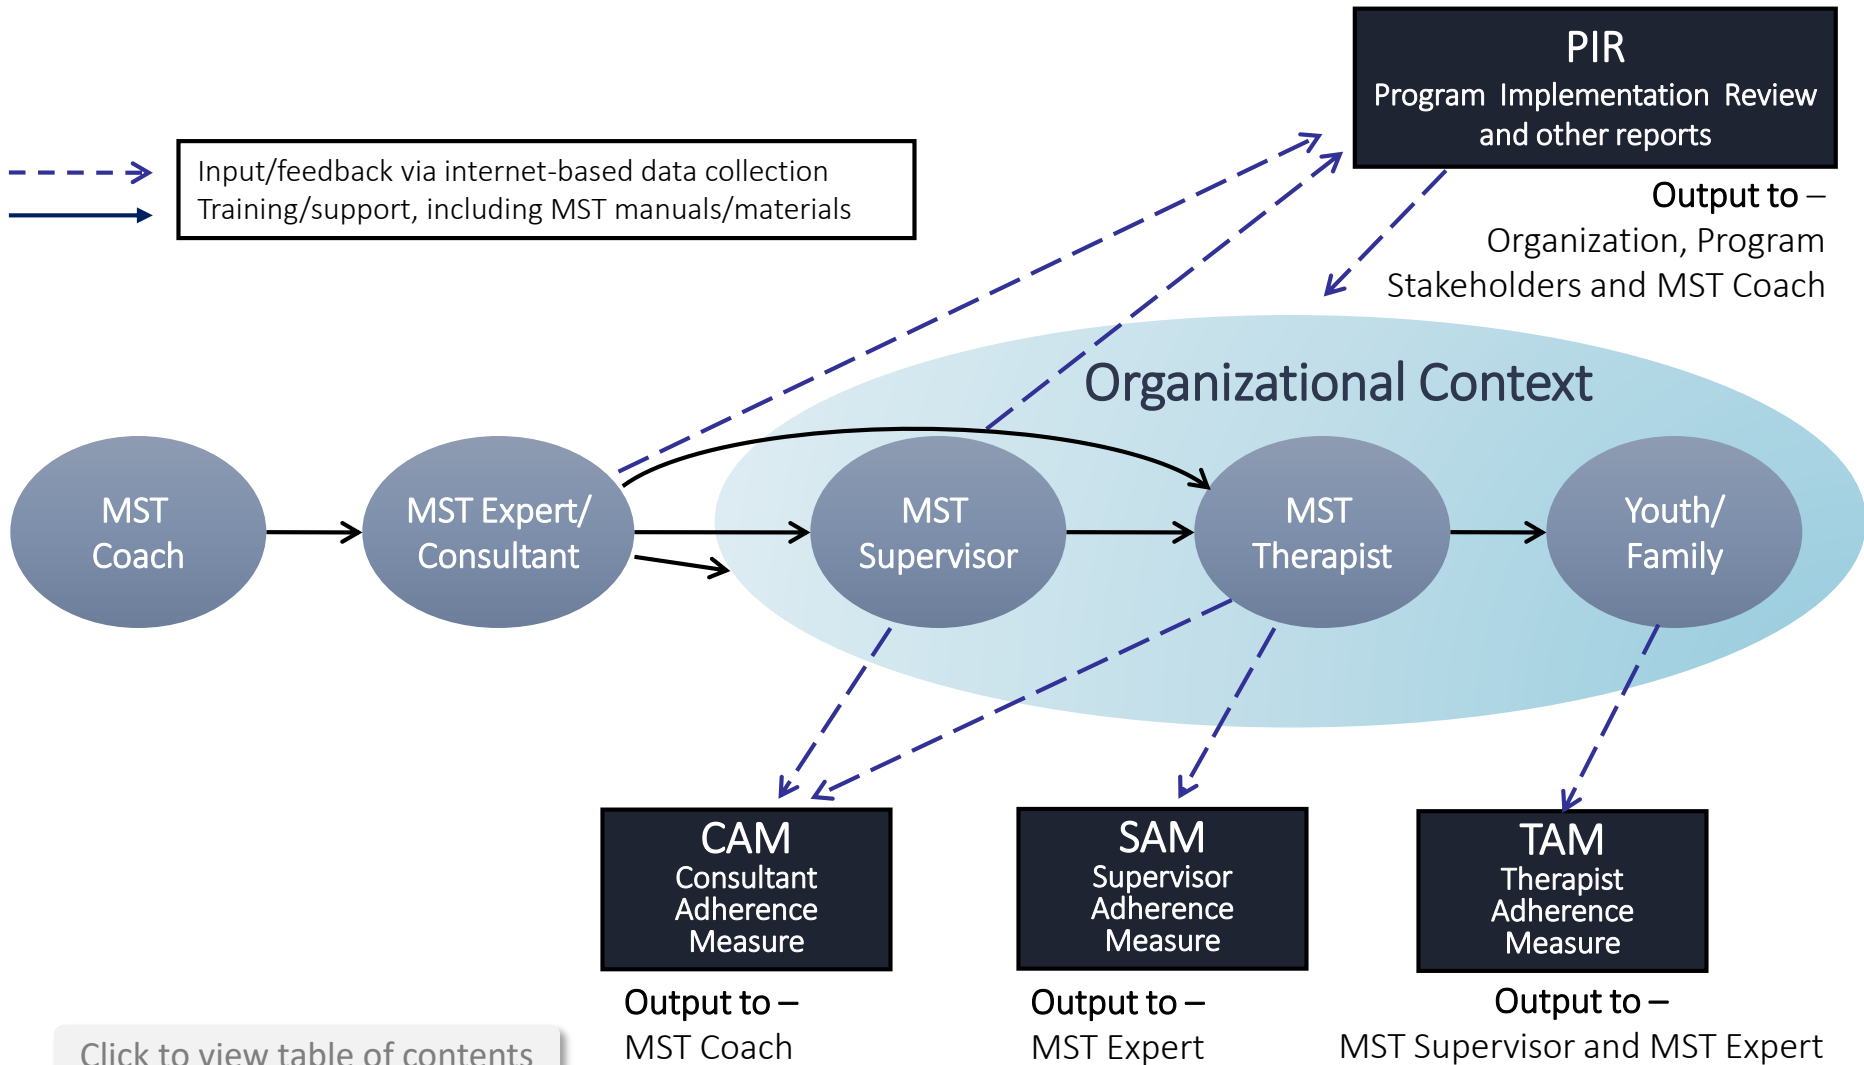 PIR
Program Implementation Review
and other reports
Input/feedback via internet-based data collection
Training/support, including MST manuals/materials
Output to –
Organization, Program
Stakeholders and MST Coach
Organizational Context
MST
Coach
MST Expert/
Consultant
MST
Supervisor
MST
Therapist
Youth/
Family
CAM
Consultant
Adherence
Measure
SAM
Supervisor
Adherence
Measure
TAM
Therapist
Adherence
Measure
Output to –
MST Coach
Output to –
MST Expert
Output to –
MST Supervisor and MST Expert
Click to view table of contents